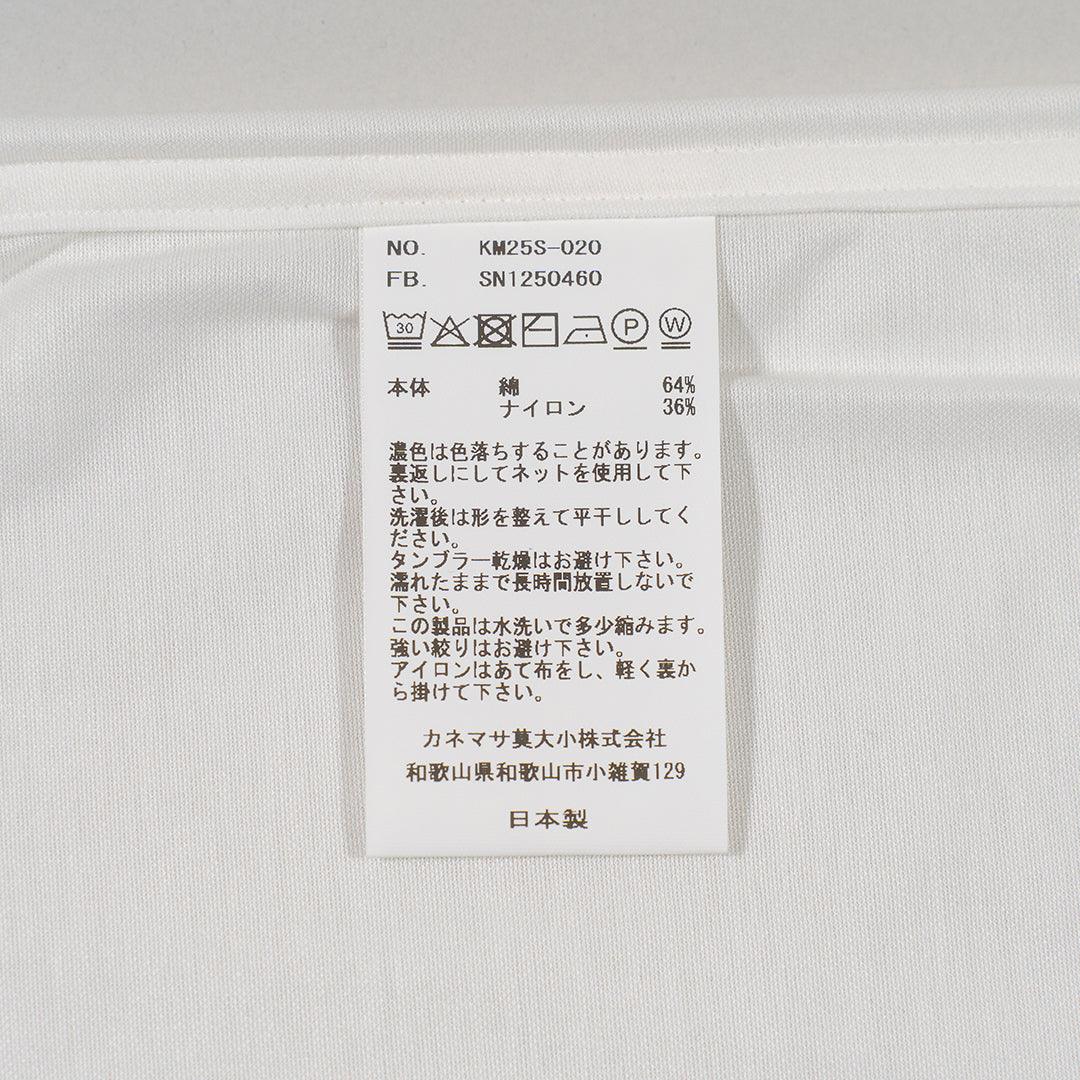 NO. KM25S-020
FB. SN1250460
30 P W
本体 綿 64%
ナイロン 36%
濃色は色落ちすることがあります。
裏返しにしてネットを使用して下
さい。
洗濯後は形を整えて平干ししてく
ださい。
タンブラー乾燥はお避け下さい。
濡れたままで長時間放置しないで
下さい。
この製品は水洗いで多少縮みます。
強い絞りはお避け下さい。
アイロンはあて布をし、軽く裏か
ら掛けて下さい。
カネマサ莫大小株式会社
和歌山県和歌山市小雑賀129
日本製